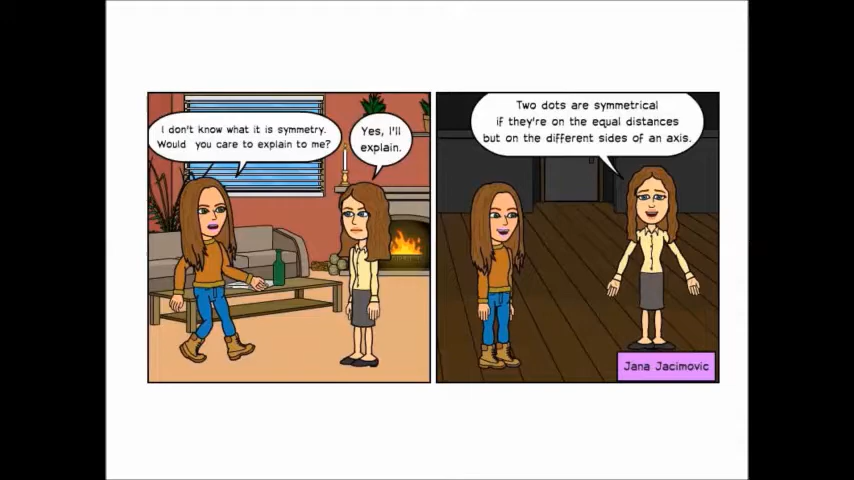 I don't know what it is symmetry.
Would you care to explain to me?
Yes, I'll
explain.
Two dots are symmetrical
if they're on the equal distances
but on the different sides of an axis.
Jana Jacimovic